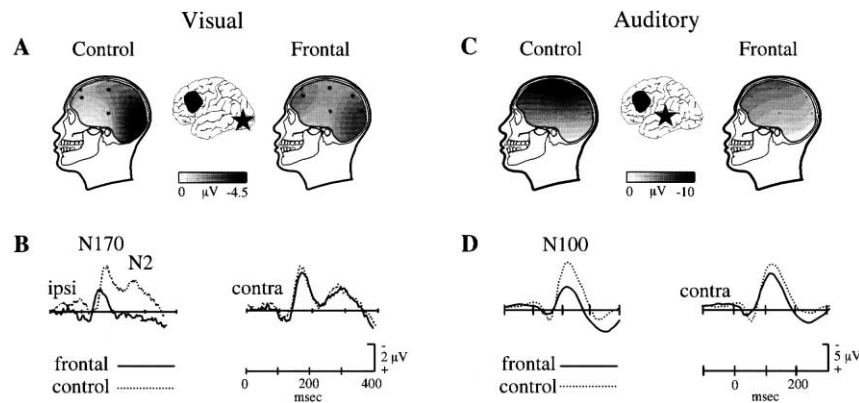 Visual
Auditory
A
Control
Frontal
C
Control
Frontal
0 µV -4.5
0 µV -10
B
N170
N2
ipsi
contra
D
N100
contra
frontal
control
-
2 µV
+
0 200 400
msec
frontal
control
-
5 µV
+
0 200
msec